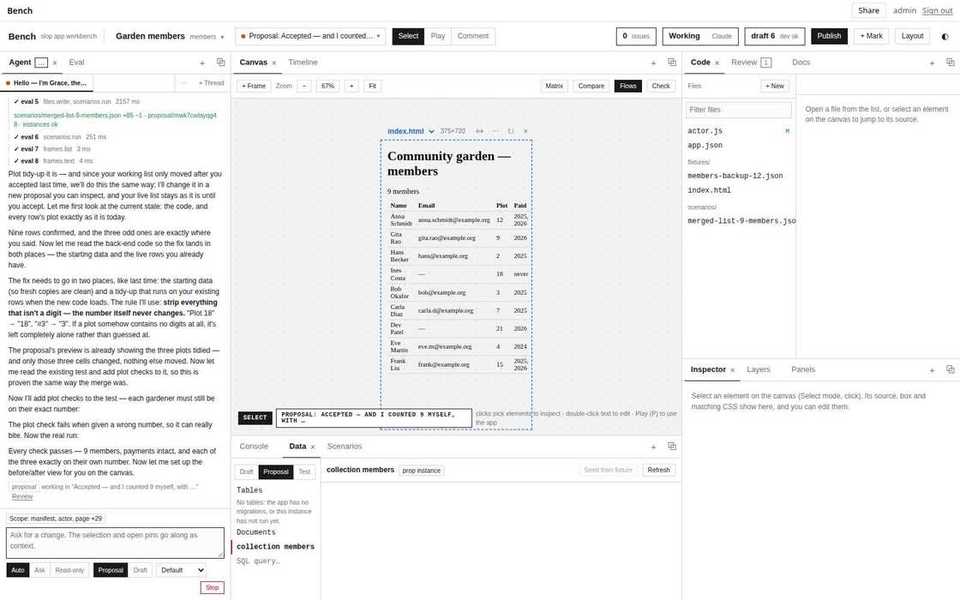 Bench
Share
admin
Sign out
Bench
slop app workbench
Garden members
members
Proposal: Accepted — and I counted…
Select
Play
Comment
0 issues
Working Claude
draft 6 dev ok
Publish
+ Mark
Layout
Agent
...
×
Eval
Canvas ×
Timeline
Code ×
Review 1
Docs
Hello — I'm Grace, the…
+ Thread
+ Frame
Zoom
−
67%
+
Fit
Matrix
Compare
Flows
Check
Files
+ New
Filter files
actor.js M
app.json
fixtures/
members-backup-12.json
index.html
scenarios/
merged-list-9-members.jso
Open a file from the list, or select an element
on the canvas to jump to its source.
✓ eval 5 files.write, scenarios.run 2157 ms
✓ eval 6 scenarios.run 251 ms
✓ eval 7 frames.list 3 ms
✓ eval 8 frames.text 4 ms
Plot tidy-up it is — and since your working list only moved after you
accepted last time, we'll do this the same way; I'll change it in a
new proposal you can inspect, and your live list stays as it is until
you accept. Let me first look at the current state: the code, and
every row's plot exactly as it is today.
Nine rows confirmed, and the three odd ones are exactly where
you said. Now let me read the back-end code so the fix lands in
both places — the starting data and the live rows you already
have.
The fix needs to go in two places, like last time: the starting data
(so fresh copies are clean) and a tidy-up that runs on your existing
rows when the new code loads. The rule I'll use: strip everything
that isn't a digit — the number itself never changes. "Plot 18"
→ "18", "#3" → "3". If a plot somehow contains no digits at all, it's
left completely alone rather than guessed at.
The proposal's preview is already showing the three plots tidied —
and only those three cells changed, nothing else moved. Now let
me read the existing test and add plot checks to it, so this is
proven the same way the merge was.
Now I'll add plot checks to the test — each gardener must still be
on their exact number:
The plot check fails when given a wrong number, so it can really
bite. Now the real run:
Every check passes — 9 members, payments intact, and each of
the three exactly on their own number. Now let me set up the
before/after view for you on the canvas.
proposal working in "Accepted — and I counted 9 myself, with …"
Review
Scope: manifest, actor, page +29
Ask for a change. The selection and open pins go along as
context.
Auto
Ask
Read-only
Proposal
Draft
Default
Stop
index.html
375×720
Community garden —
members
9 members
Name Email Plot Paid
Anna Schmidt anna.schmidt@example.org 12 2025, 2026
Gita Rao gita.rao@example.org 9 2026
Hans Becker hans@example.org 2 2025
Ines Costa — 18 never
Bob Okafor bob@example.org 3 2025
Carla Diaz carla.d@example.org 7 2025
Dev Patel — 21 2026
Eve Martin eve.m@example.org 4 2024
Frank Liu frank@example.org 15 2025, 2026
SELECT
PROPOSAL: ACCEPTED — AND I COUNTED 9 MYSELF,
WITH …
clicks pick elements to inspect · double-click text to edit · Play (P) to use
the app
Console
Data ×
Scenarios
Draft
Proposal
Test
collection members
prop instance
Seed from fixture
Refresh
Tables
No tables: the app has no
migrations, or this instance
has not run yet.
Documents
collection members
SQL query…
Inspector ×
Layers
Panels
Select an element on the canvas (Select mode, click). Its source, box and
matching CSS show here, and you can edit them.